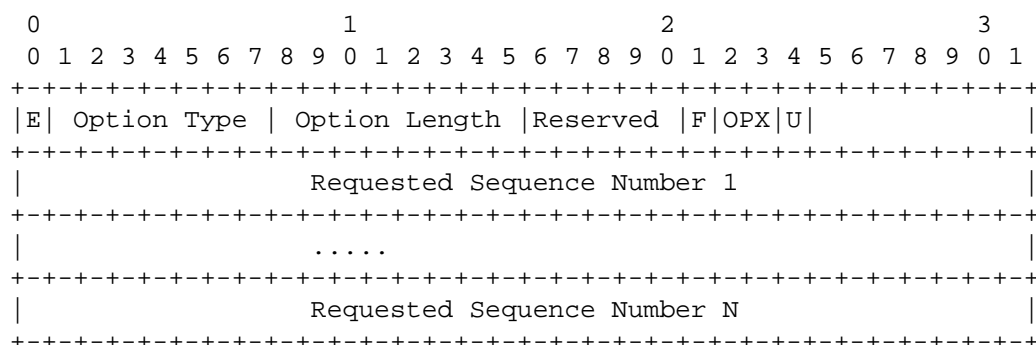 0                   1                   2                   3
 0 1 2 3 4 5 6 7 8 9 0 1 2 3 4 5 6 7 8 9 0 1 2 3 4 5 6 7 8 9 0 1
+-+-+-+-+-+-+-+-+-+-+-+-+-+-+-+-+-+-+-+-+-+-+-+-+-+-+-+-+-+-+-+-+
|E| Option Type | Option Length |Reserved |F|OPX|U|             |
+-+-+-+-+-+-+-+-+-+-+-+-+-+-+-+-+-+-+-+-+-+-+-+-+-+-+-+-+-+-+-+-+
|                  Requested Sequence Number 1                  |
+-+-+-+-+-+-+-+-+-+-+-+-+-+-+-+-+-+-+-+-+-+-+-+-+-+-+-+-+-+-+-+-+
|                  .....                                        |
+-+-+-+-+-+-+-+-+-+-+-+-+-+-+-+-+-+-+-+-+-+-+-+-+-+-+-+-+-+-+-+-+
|                  Requested Sequence Number N                  |
+-+-+-+-+-+-+-+-+-+-+-+-+-+-+-+-+-+-+-+-+-+-+-+-+-+-+-+-+-+-+-+-+